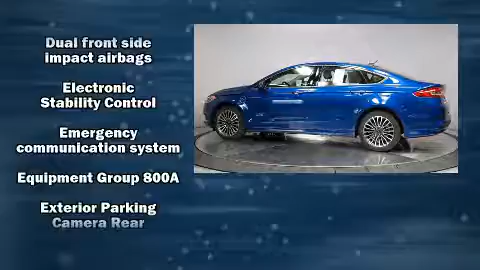 Dual front side
impact airbags
Electronic
Stability Control
Emergency
communication system
Equipment Group 800A
Exterior Parking
Camera Rear